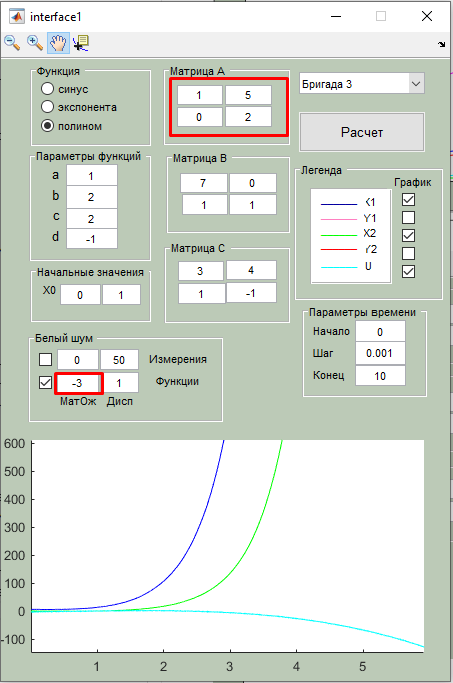 interface1
Функция
синус
экспонента
полином
Матрица A
1 5
0 2
Бригада 3
Расчет
Параметры функций
a 1
b 2
c 2
d -1
Матрица B
7 0
1 1
Легенда
График
X1
Y1
X2
Y2
U
Начальные значения
X0 0 1
Матрица C
3 4
1 -1
Параметры времени
Начало 0
Шаг 0.001
Конец 10
Белый шум
0 50 Измерения
-3 1 Функции
МатОж Дисп
600
500
400
300
200
100
0
-100
1 2 3 4 5